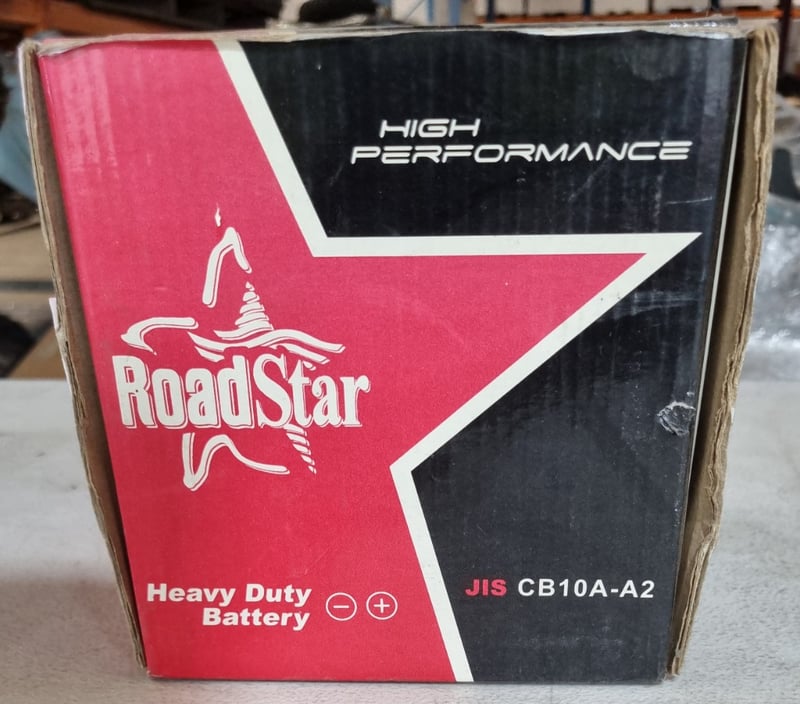 HIGH
PERFORMANCE
RoadStar
Heavy Duty
Battery
JIS CB10A-A2